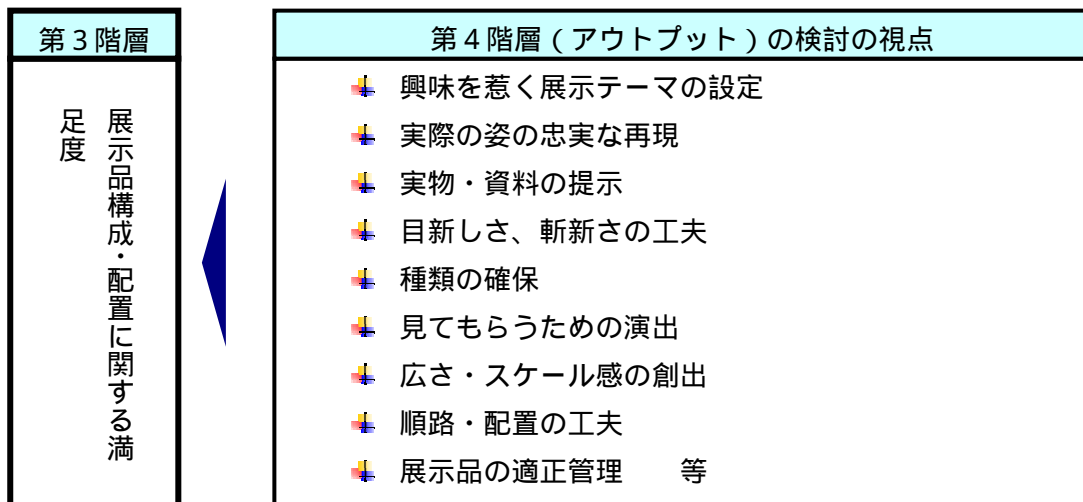 第３階層
展示品構成・配置に関する満
足度
第４階層（アウトプット）の検討の視点
興味を惹く展示テーマの設定
実際の姿の忠実な再現
実物・資料の提示
目新しさ、斬新さの工夫
種類の確保
見てもらうための演出
広さ・スケール感の創出
順路・配置の工夫
展示品の適正管理　　等